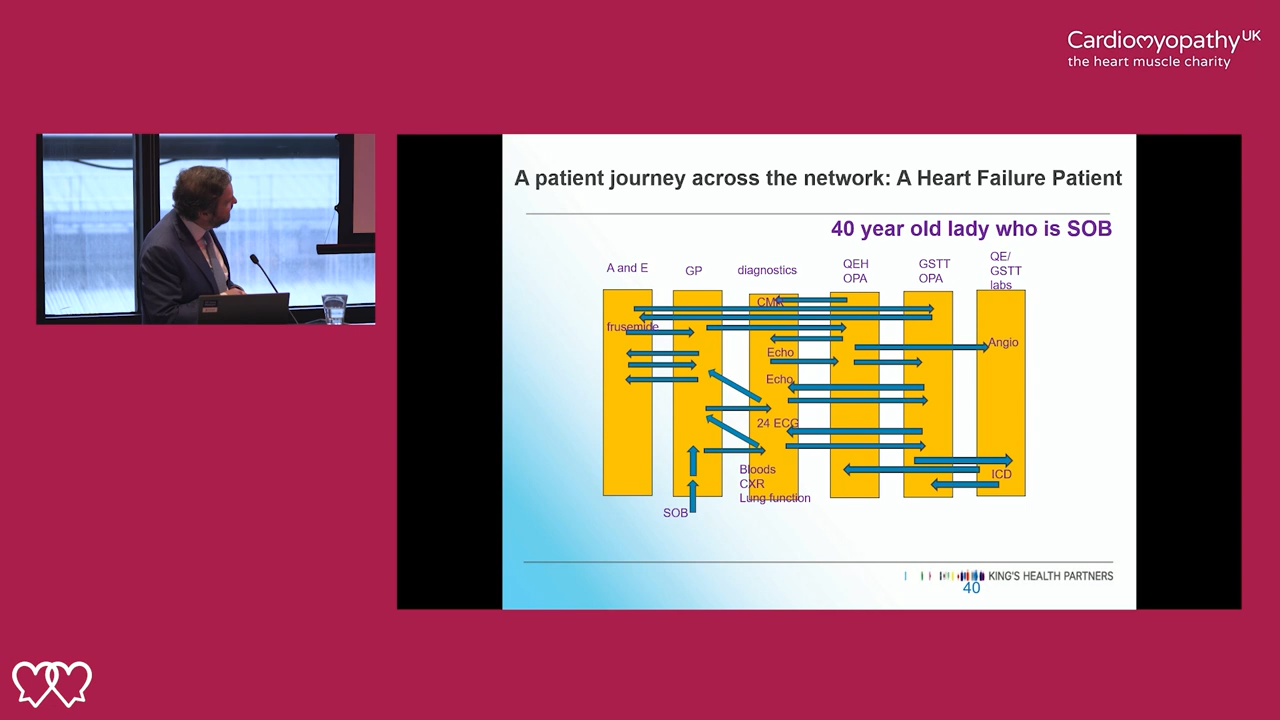 Cardiomyopathy UK
the heart muscle charity
A patient journey across the network: A Heart Failure Patient
40 year old lady who is SOB
A and E
GP
diagnostics
QEH
OPA
GSTT
OPA
QE/
GSTT
labs
CMR
frusemide
Echo
Angio
Echo
24 ECG
Bloods
CXR
Lung function
ICD
SOB
KING'S HEALTH PARTNERS
40